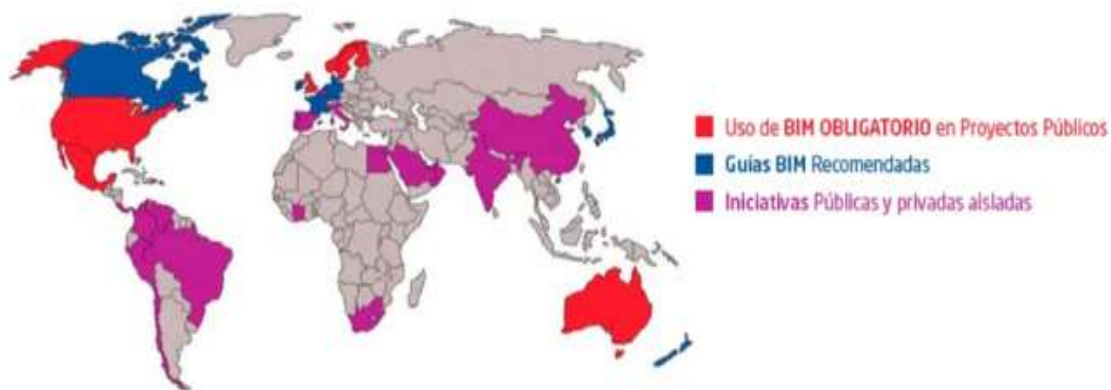 Uso de BIM OBLIGATORIO en Proyectos Públicos
Guías BIM Recomendadas
Iniciativas Públicas y privadas aisladas